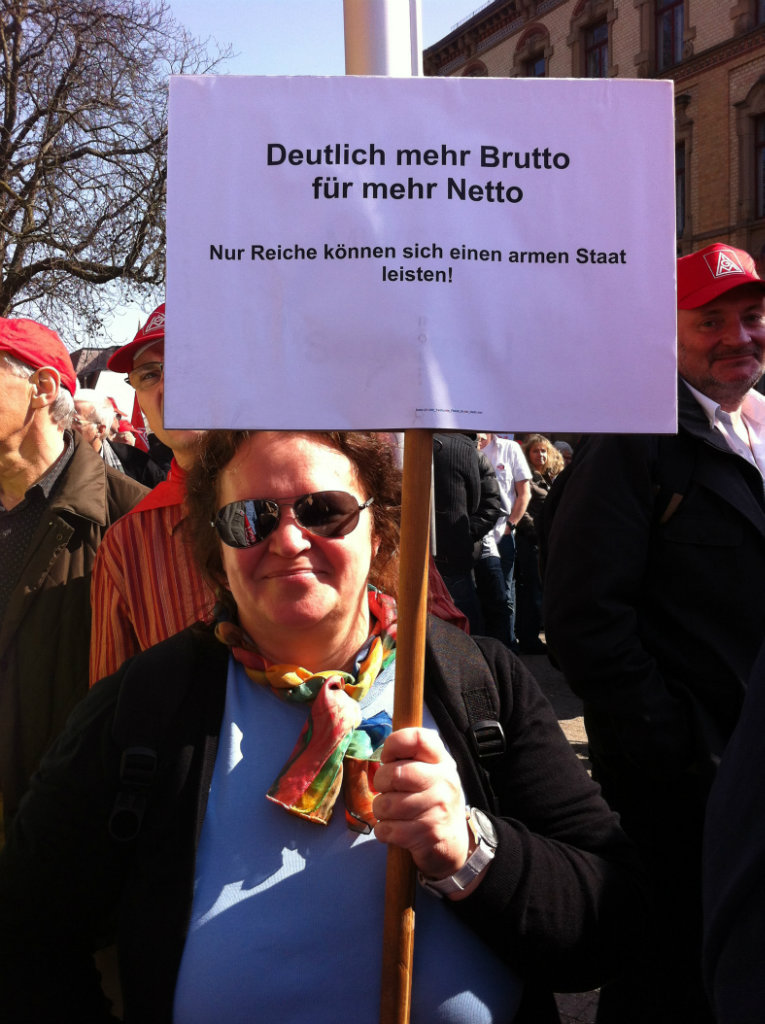 Deutlich mehr Brutto
für mehr Netto
Nur Reiche können sich einen armen Staat
leisten!